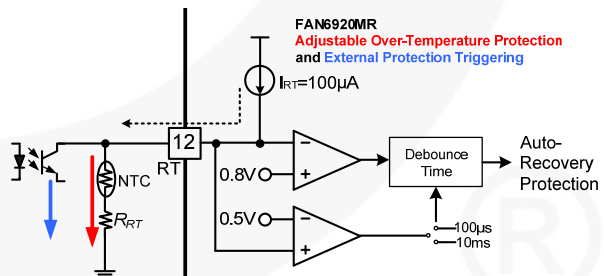 FAN6920MR
Adjustable Over-Temperature Protection
and External Protection Triggering
IRT=100µA
12
RT
NTC
RRT
0.8V
0.5V
Debounce
Time
Auto-
Recovery
Protection
100µs
10ms
®